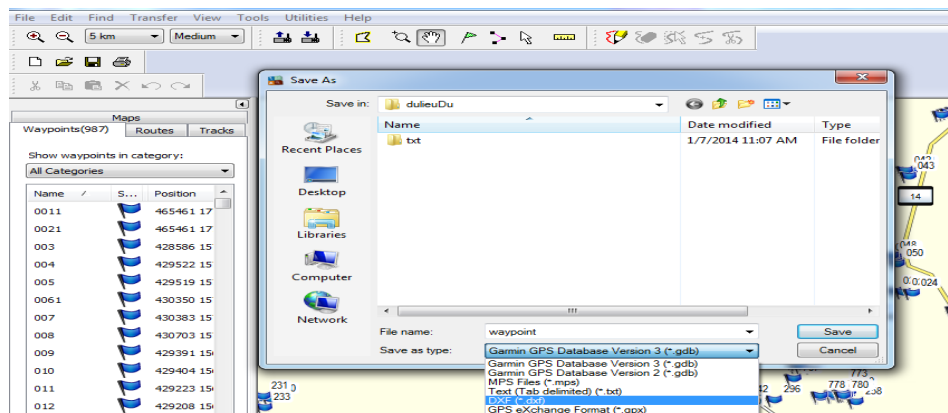 File Edit Find Transfer View Tools Utilities Help
5 km Medium
Save As
Maps
Waypoints(987) Routes Tracks
Show waypoints in category:
All Categories
Name S... Position
0011 465461 17
0021 465461 17
003 428586 15
004 429522 15
005 429519 15
0061 430350 15
007 430383 15
008 430703 15
009 429391 15
010 429404 15
011 429223 15
012 429208 15
Save in: dulieuDu
Recent Places
Desktop
Libraries
Computer
Network
Name Date modified Type
txt 1/7/2014 11:07 AM File folder
File name: waypoint Save
Save as type: Garmin GPS Database Version 3 (*.gdb) Cancel
Garmin GPS Database Version 3 (*.gdb)
Garmin GPS Database Version 2 (*.gdb)
MPS Files (*.mps)
Text (Tab delimited) (*.txt)
DXF (*.dxf)
GPS eXchange Format (*.gpx)
043
14
050
024
231
233
773
296 778 780